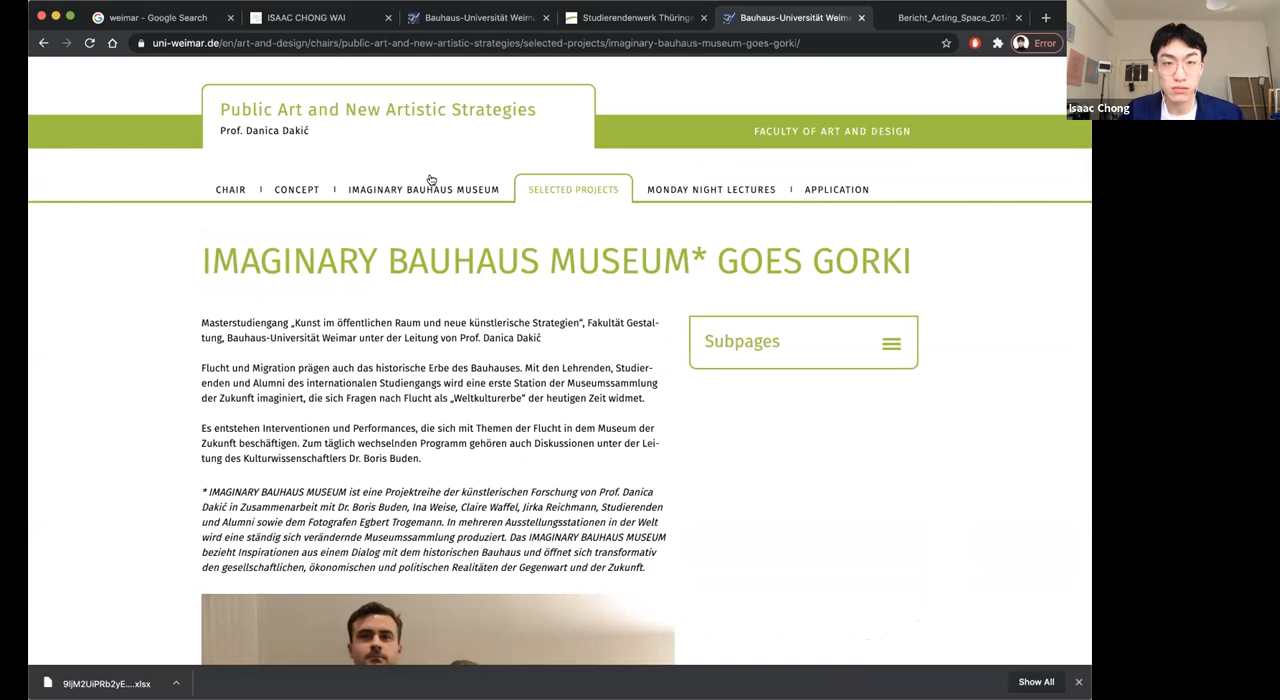 weimar - Google Search
ISAAC CHONG WAI
Bauhaus-Universität Weima
Studierendenwerk Thüringe
Bauhaus-Universität Weima
Bericht_Acting_Space_201
uni-weimar.de/en/art-and-design/chairs/public-art-and-new-artistic-strategies/selected-projects/imaginary-bauhaus-museum-goes-gorki/
Error
Isaac Chong
Public Art and New Artistic Strategies
Prof. Danica Dakić
FACULTY OF ART AND DESIGN
CHAIR
CONCEPT
IMAGINARY BAUHAUS MUSEUM
SELECTED PROJECTS
MONDAY NIGHT LECTURES
APPLICATION
IMAGINARY BAUHAUS MUSEUM* GOES GORKI
Masterstudiengang „Kunst im öffentlichen Raum und neue künstlerische Strategien“, Fakultät Gestal-
tung, Bauhaus-Universität Weimar unter der Leitung von Prof. Danica Dakić
Flucht und Migration prägen auch das historische Erbe des Bauhauses. Mit den Lehrenden, Studier-
enden und Alumni des internationalen Studiengangs wird eine erste Station der Museumssammlung
der Zukunft imaginiert, die sich Fragen nach Flucht als „Weltkulturerbe“ der heutigen Zeit widmet.
Es entstehen Interventionen und Performances, die sich mit Themen der Flucht in dem Museum der
Zukunft beschäftigen. Zum täglich wechselnden Programm gehören auch Diskussionen unter der Lei-
tung des Kulturwissenschaftlers Dr. Boris Buden.
* IMAGINARY BAUHAUS MUSEUM ist eine Projektreihe der künstlerischen Forschung von Prof. Danica
Dakić in Zusammenarbeit mit Dr. Boris Buden, Ina Weise, Claire Waffel, Jirka Reichmann, Studierenden
und Alumni sowie dem Fotografen Egbert Trogemann. In mehreren Ausstellungsstationen in der Welt
wird eine ständig sich verändernde Museumssammlung produziert. Das IMAGINARY BAUHAUS MUSEUM
bezieht Inspirationen aus einem Dialog mit dem historischen Bauhaus und öffnet sich transformativ
den gesellschaftlichen, ökonomischen und politischen Realitäten der Gegenwart und der Zukunft.
Subpages
9IjM2UiPRb2yE....xlsx
Show All